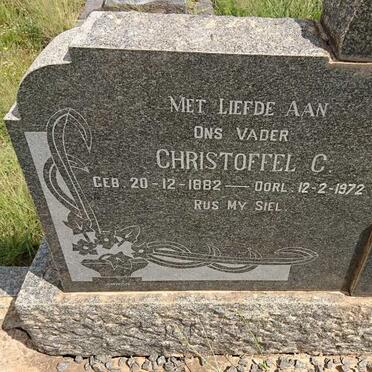 MET LIEFDE AAN
ONS VADER
CHRISTOFFEL C.
GEB. 20-12-1882 — OORL. 12-2-1972
RUS MY SIEL